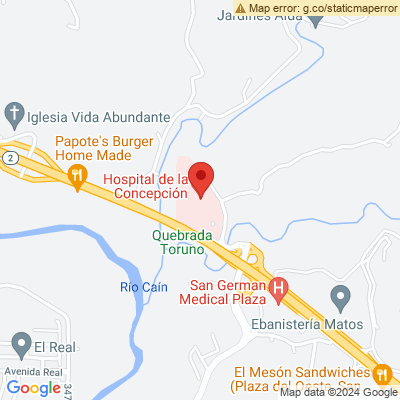 Map error: g.co/staticmaperror
Jardines Aida
Iglesia Vida Abundante
2
Papote's Burger
Home Made
Hospital de la
Concepción
Quebrada
Toruno
Río Caín
San German
Medical Plaza
H
Ebanistería Matos
El Real
Avenida Real
347
El Mesón Sandwiches
(Plaza del Oeste, San
Google
Map data ©2024 Google